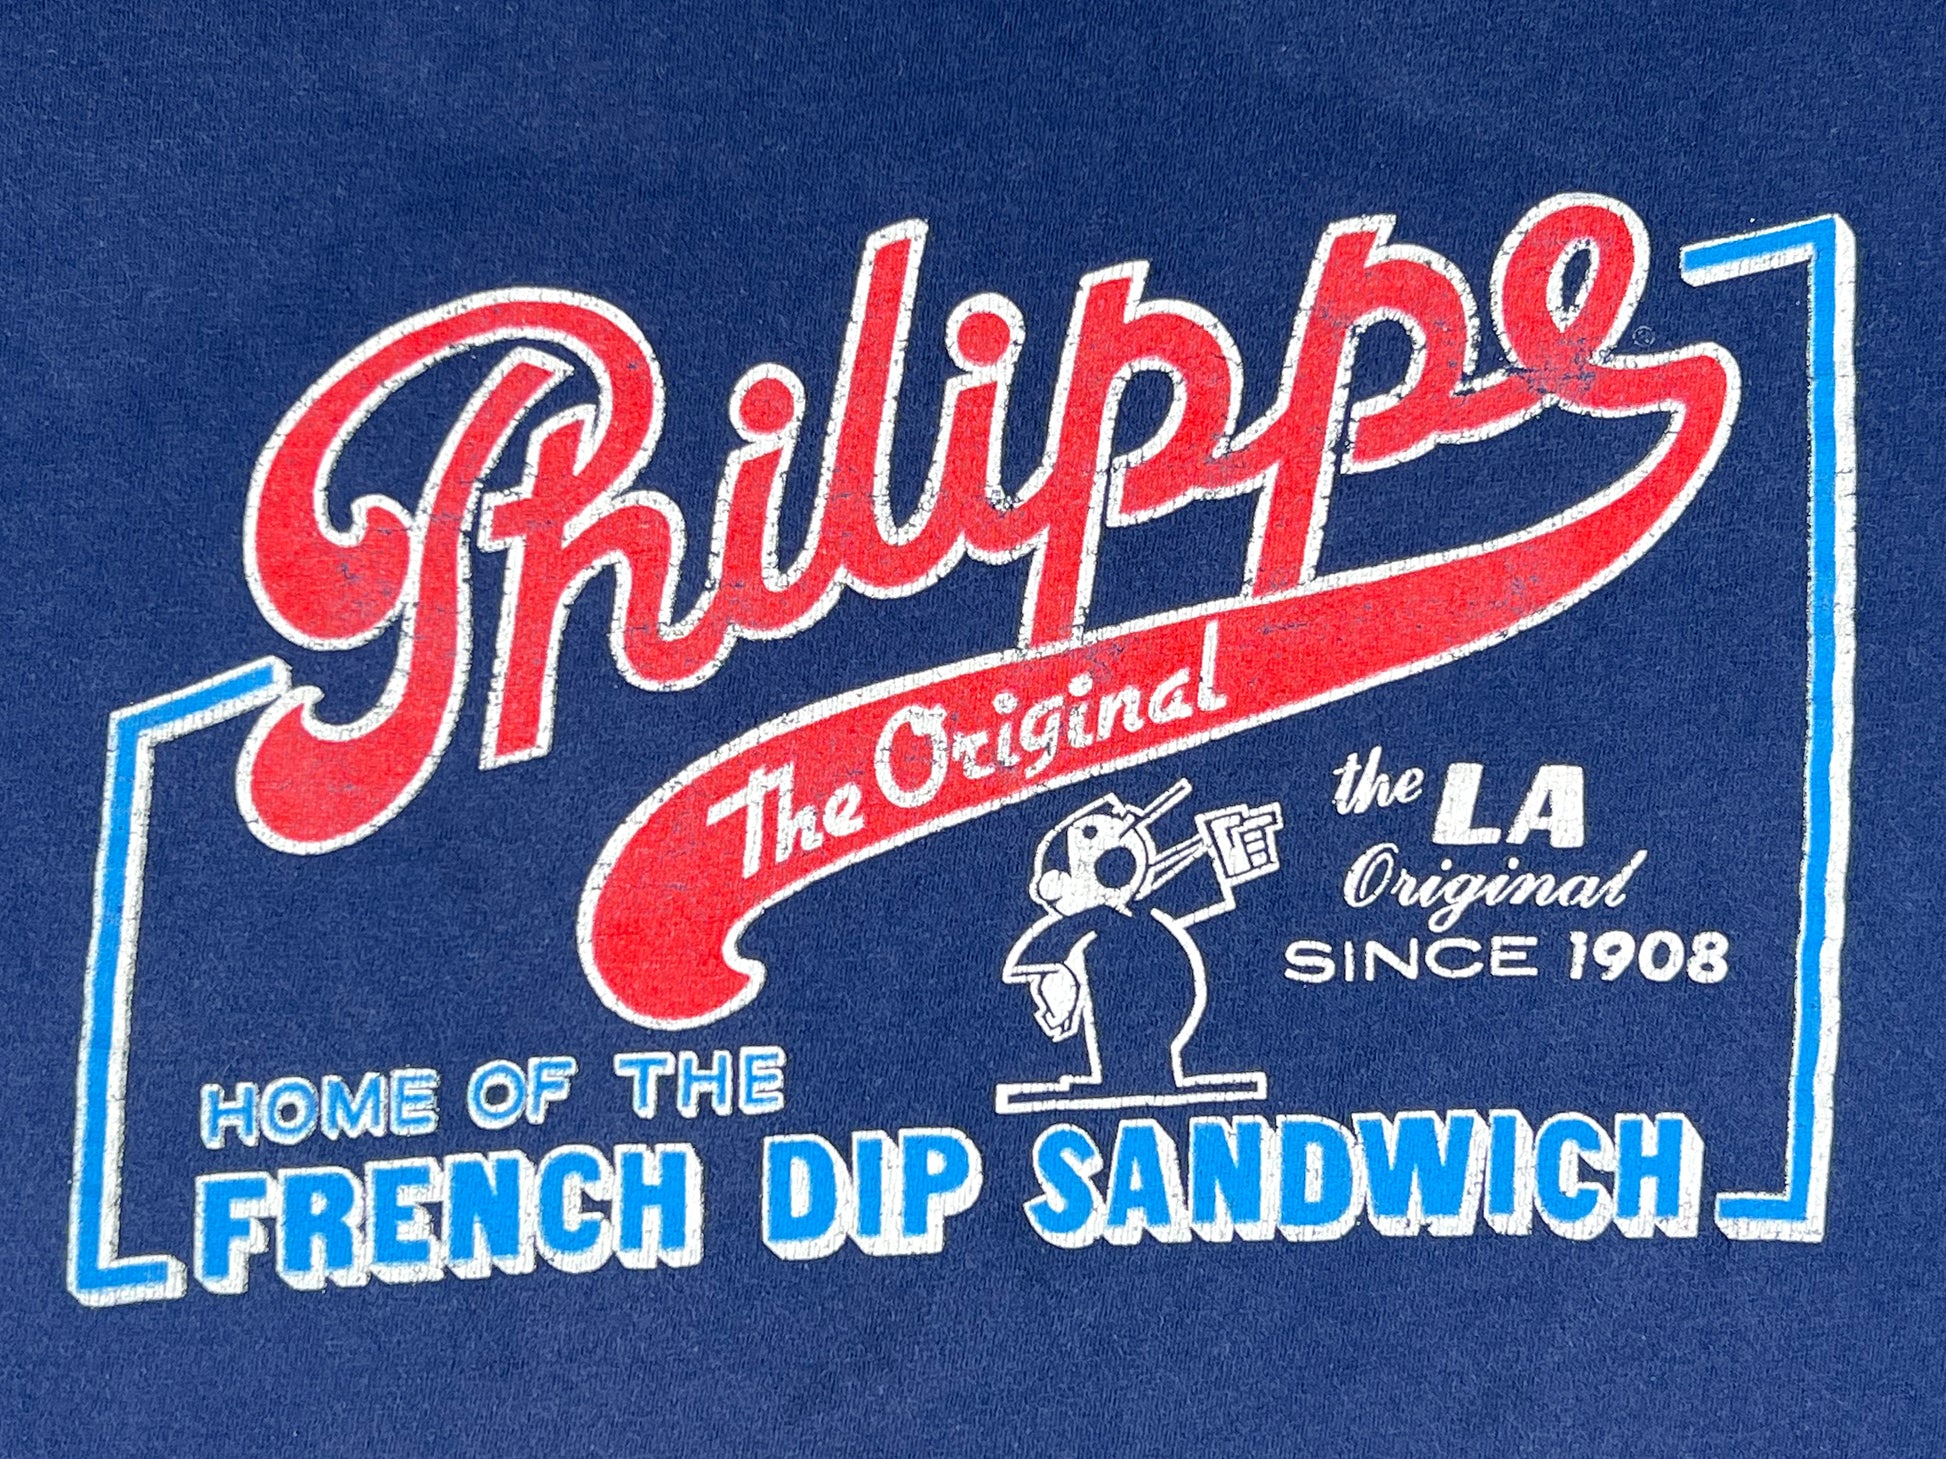 Philippe
The Original
the LA
Original
SINCE 1908
HOME OF THE
FRENCH DIP SANDWICH